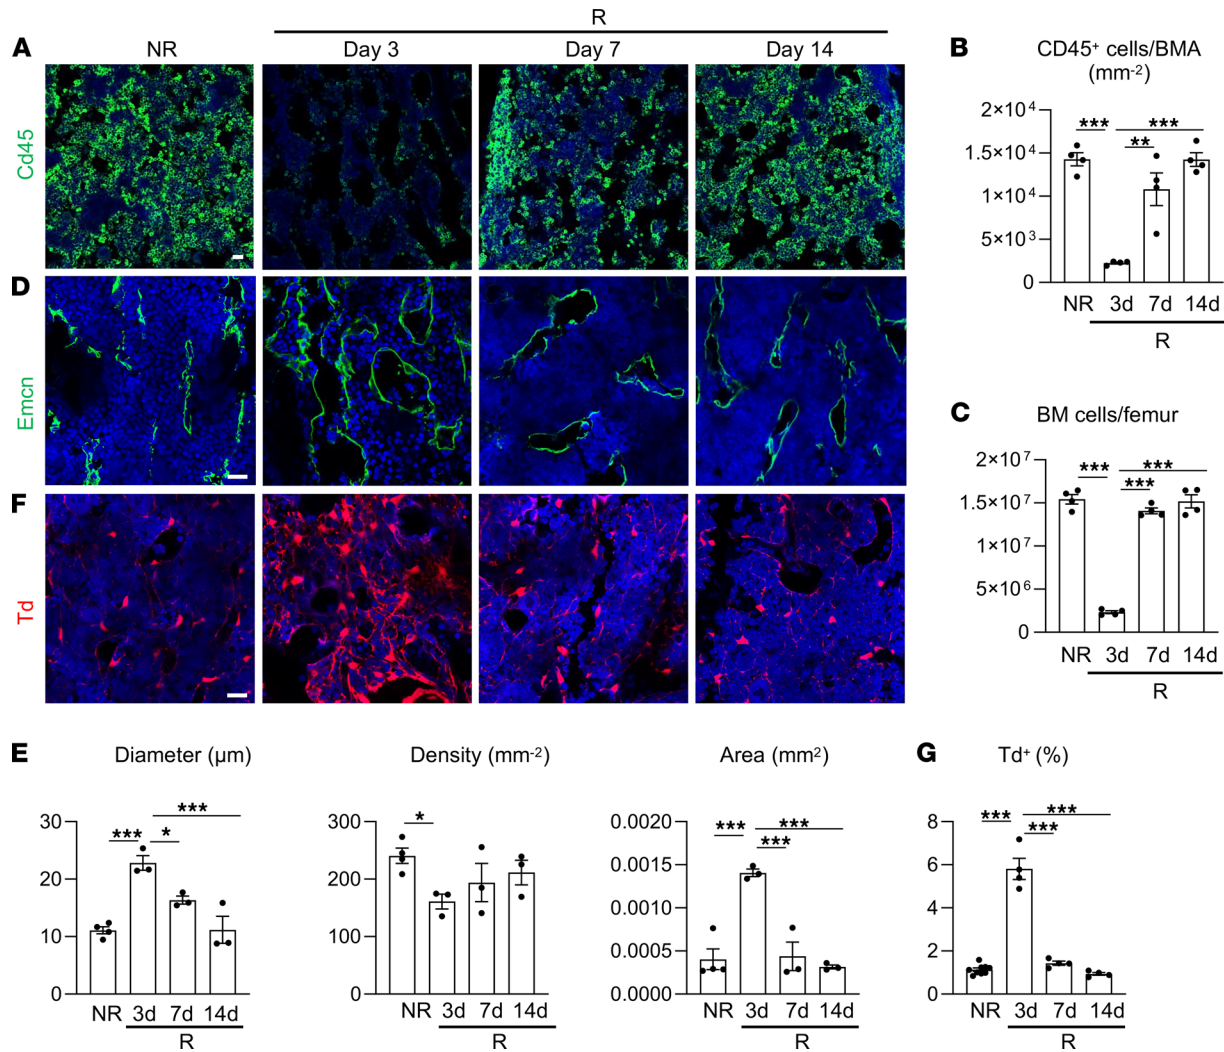 R
A NR Day 3 Day 7 Day 14
Cd45
D
Emcn
F
Td
B CD45+ cells/BMA
(mm-2)
2×10⁴
1.5×10⁴
1×10⁴
5×10³
0
*** ***
**
NR 3d 7d 14d
R
C BM cells/femur
2×10⁷
1.5×10⁷
1×10⁷
5×10⁶
0
*** ***
***
NR 3d 7d 14d
R
E Diameter (µm)
30
20
10
0
***
*** *
NR 3d 7d 14d
R
Density (mm-2)
300
200
100
0
*
NR 3d 7d 14d
R
Area (mm2)
0.0020
0.0015
0.0010
0.0005
0.0000
*** ***
***
NR 3d 7d 14d
R
G Td+ (%)
8
6
4
2
0
*** ***
***
NR 3d 7d 14d
R